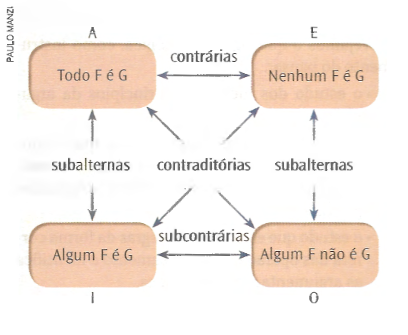 PAULO MANZI
A
E
Todo F é G
contrárias
Nenhum F é G
subalternas
contraditórias
subalternas
Algum F é G
subcontrárias
Algum F não é G
I
O